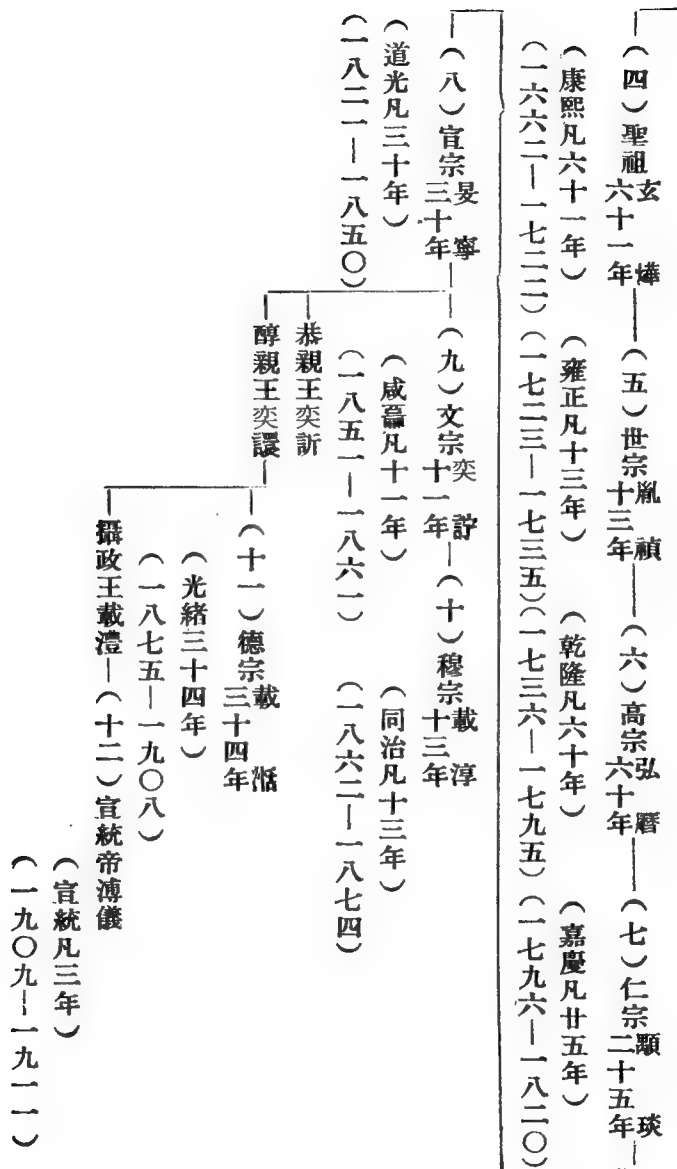 （四）聖祖玄燁六十一年
（康熙凡六十一年）
（一六六二—一七二二）
（五）世宗胤禎十三年
（雍正凡十三年）
（一七二三—一七三五）
（六）高宗弘曆六十年
（乾隆凡六十年）
（一七三六—一七九五）
（七）仁宗顒琰二十五年
（嘉慶凡廿五年）
（一七九六—一八二〇）
（八）宣宗旻寧三十年
（道光凡三十年）
（一八二一—一八五〇）
（九）文宗奕詝十一年
（咸豐凡十一年）
（一八五一—一八六一）
（十）穆宗載淳十三年
（同治凡十三年）
（一八六二—一八七四）
恭親王奕訢
醇親王奕譞
（十一）德宗載湉三十四年
（光緒三十四年）
（一八七五—一九〇八）
攝政王載灃—（十二）宣統帝溥儀
（宣統凡三年）
（一九〇九—一九一一）